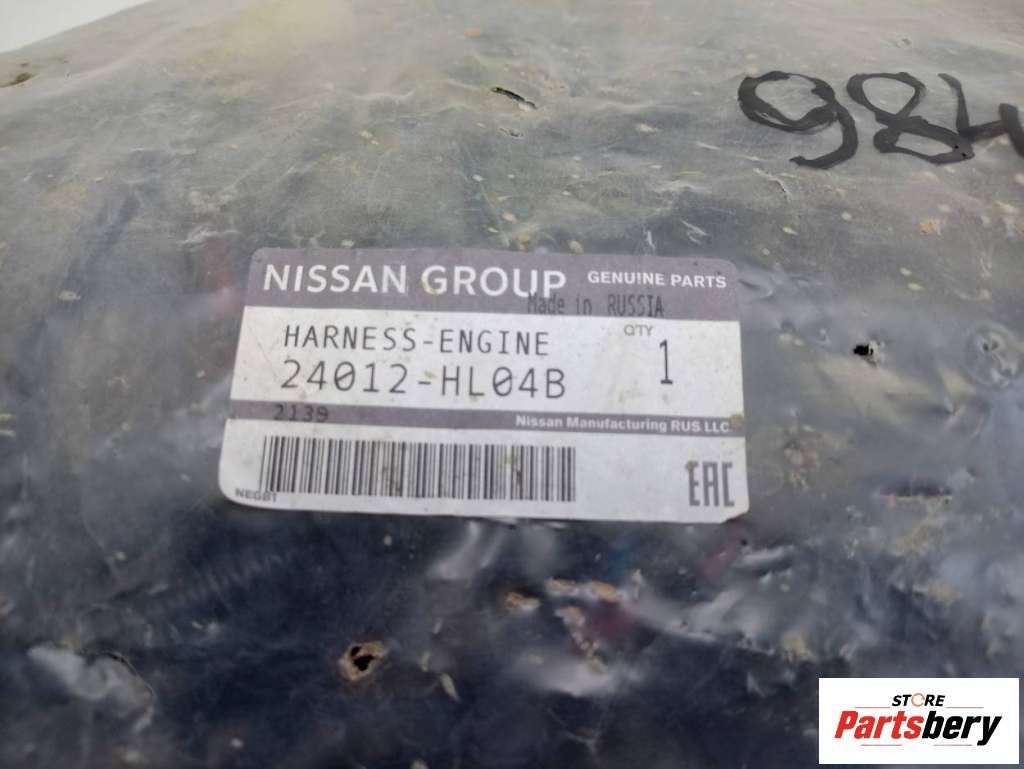 984
NISSAN GROUP GENUINE PARTS
Made in RUSSIA
HARNESS-ENGINE QTY
24012-HL04B 1
2139 Nissan Manufacturing RUS LLC.
NEGBT
EAC
STORE
Partsbery